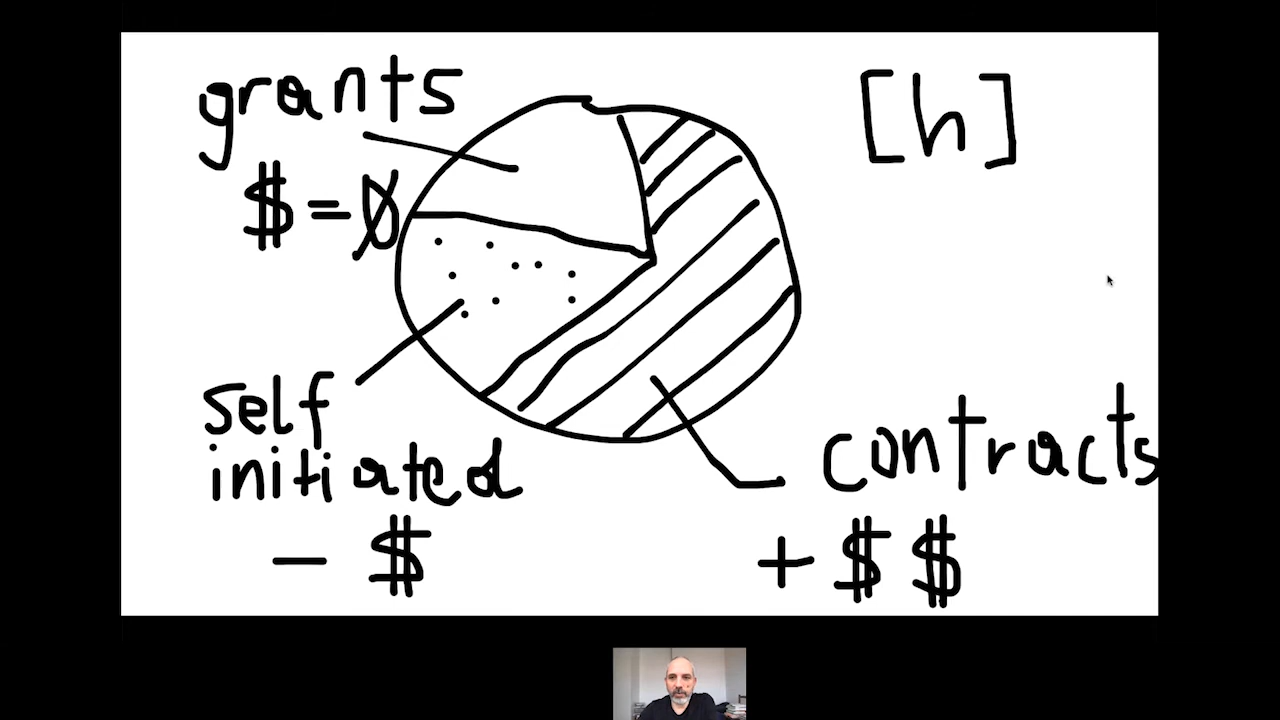 grants
$ = Ø
[h]
self
initiated
- $
contracts
+ $ $